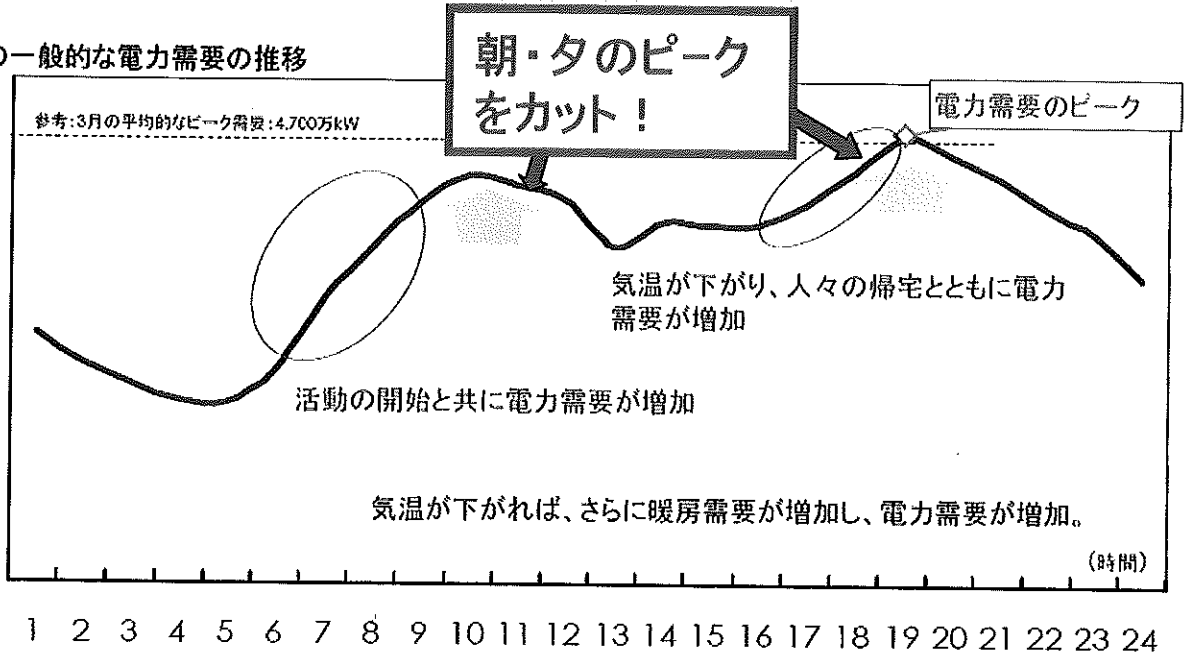 の一般的な電力需要の推移
朝・夕のピーク
をカット！
電力需要のピーク
参考：3月の平均的なピーク需要：4,700万kW
気温が下がり、人々の帰宅とともに電力
需要が増加
活動の開始と共に電力需要が増加
気温が下がれば、さらに暖房需要が増加し、電力需要が増加。
(時間)
1 2 3 4 5 6 7 8 9 10 11 12 13 14 15 16 17 18 19 20 21 22 23 24